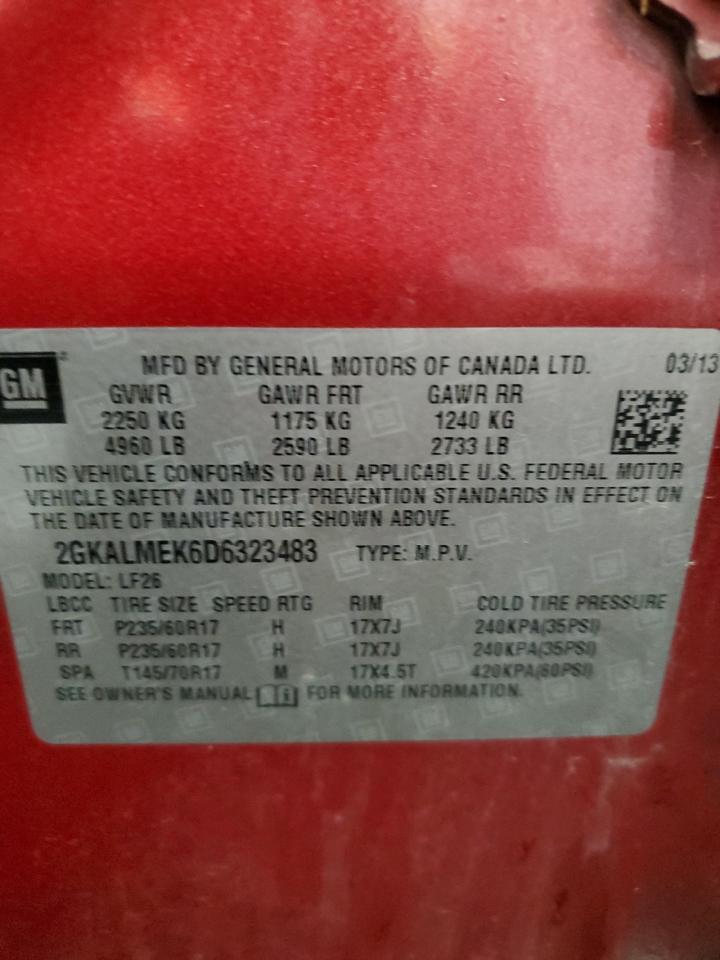 GM
MFD BY GENERAL MOTORS OF CANADA LTD. 03/13
GVWR GAWR FRT GAWR RR
2250 KG 1175 KG 1240 KG
4960 LB 2590 LB 2733 LB
THIS VEHICLE CONFORMS TO ALL APPLICABLE U.S. FEDERAL MOTOR
VEHICLE SAFETY AND THEFT PREVENTION STANDARDS IN EFFECT ON
THE DATE OF MANUFACTURE SHOWN ABOVE.
2GKALMEK6D6323483 TYPE: M.P.V.
MODEL: LF26
LBCC TIRE SIZE SPEED RTG RIM COLD TIRE PRESSURE
FRT P235/60R17 H 17X7J 240KPA(35PSI)
RR P235/60R17 H 17X7J 240KPA(35PSI)
SPA T145/70R17 M 17X4.5T 420KPA(60PSI)
SEE OWNER'S MANUAL FOR MORE INFORMATION.